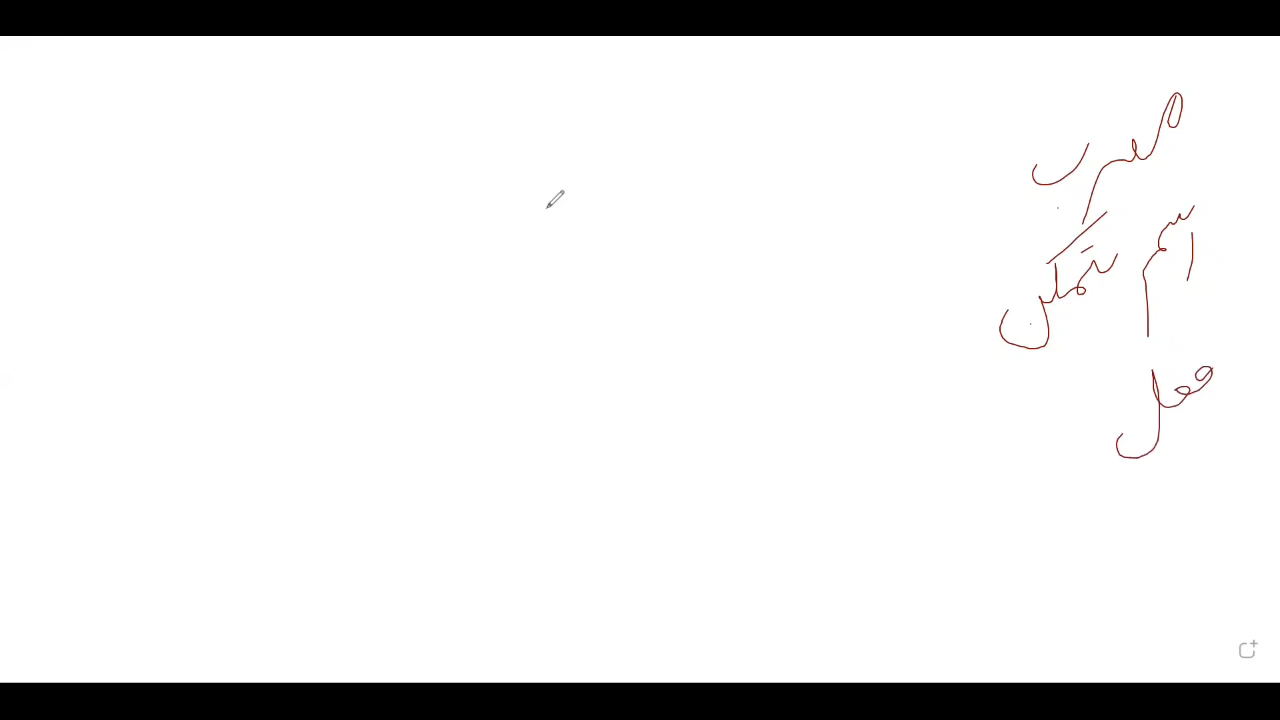 معرب
اسم متمکن
فعل